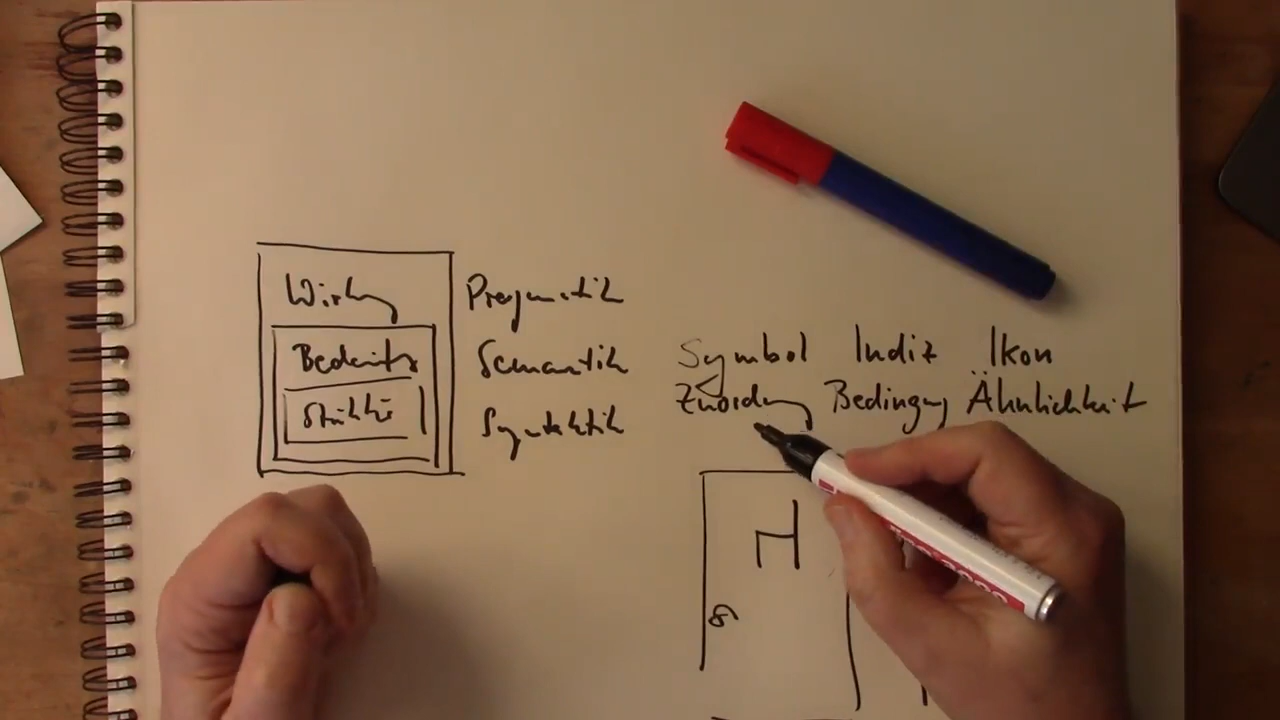 Wirkung Pragmatik
Bedeutung Semantik
Struktur Syntaktik
Symbol Indiz Ikon
Zuordnung Bedingung Ähnlichkeit